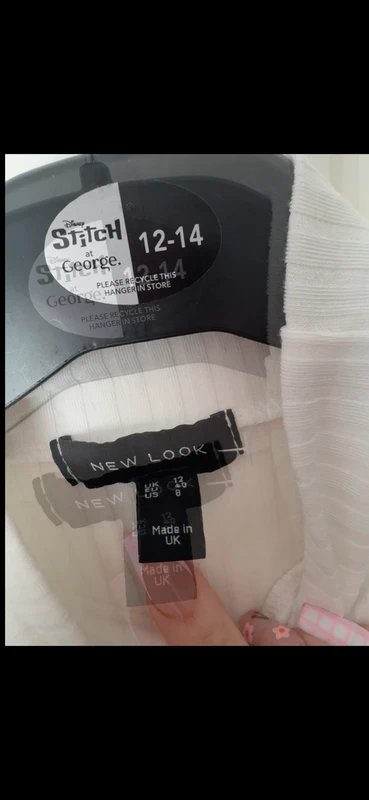 Disney
STITCH
at
George.
12-14
PLEASE RECYCLE THIS
HANGER IN STORE
NEW LOOK
UK 12
EU 40
US 8
Made in
UK